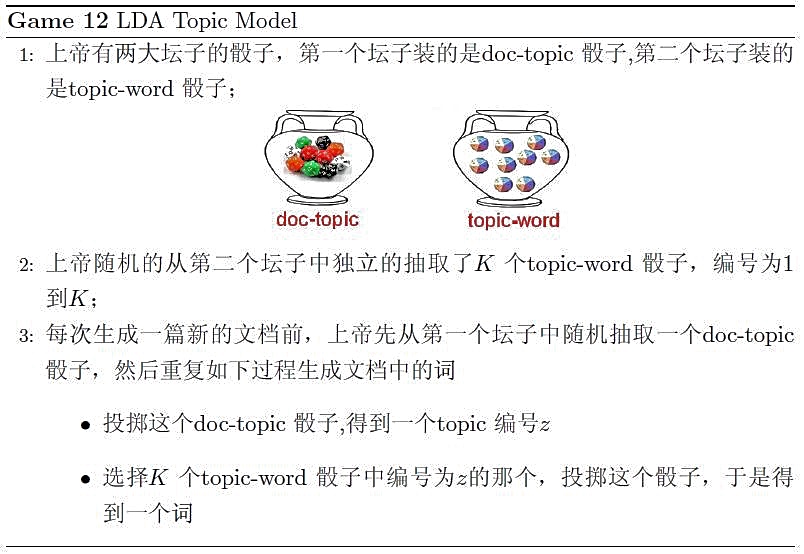 Game 12 LDA Topic Model
1: 上帝有两大坛子的骰子，第一个坛子装的是doc-topic 骰子,第二个坛子装的
是topic-word 骰子；
doc-topic
topic-word
2: 上帝随机的从第二个坛子中独立的抽取了K 个topic-word 骰子，编号为1
到K；
3: 每次生成一篇新的文档前，上帝先从第一个坛子中随机抽取一个doc-topic
骰子，然后重复如下过程生成文档中的词
• 投掷这个doc-topic 骰子,得到一个topic 编号z
• 选择K 个topic-word 骰子中编号为z的那个，投掷这个骰子，于是得
到一个词